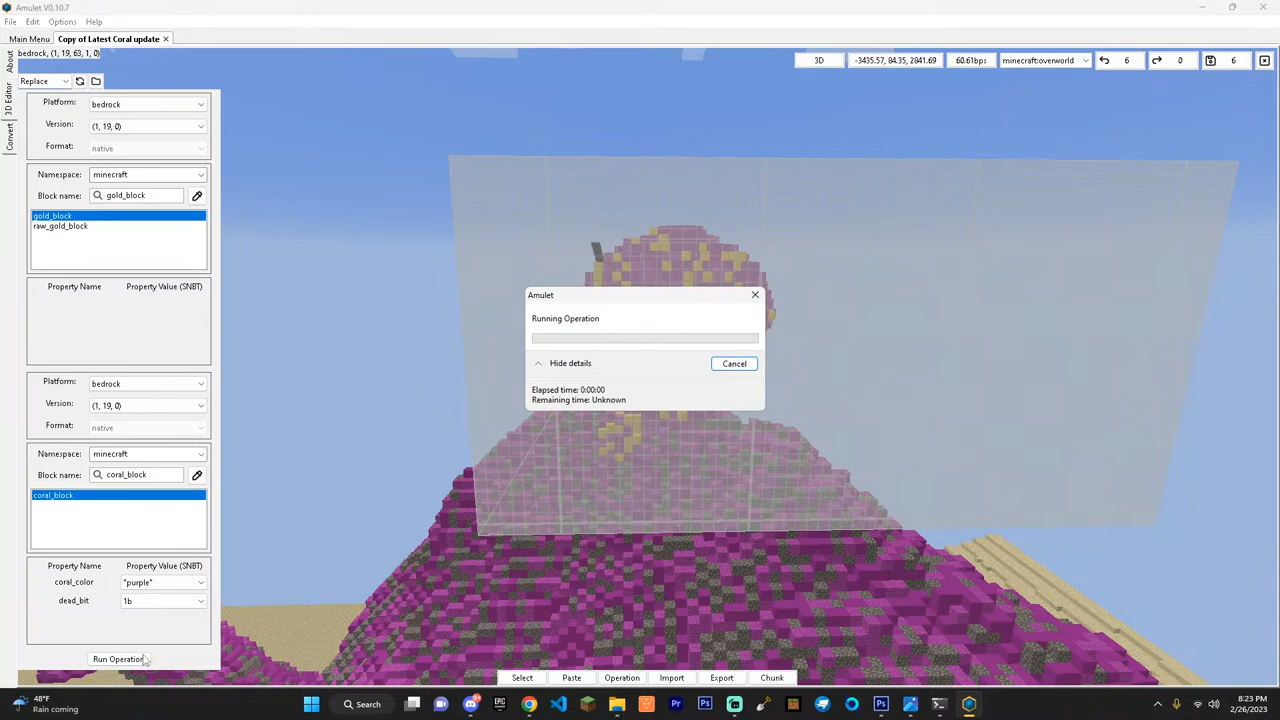 Amulet V0.10.7
File Edit Options Help
Main Menu Copy of Latest Coral update
bedrock, (1, 19, 63, 1, 0)
3D -3435.57, 84.35, 2841.69 60.61bps minecraft:overworld 6 0 6
About
3D Editor
Convert
Replace
Platform: bedrock
Version: (1, 19, 0)
Format: native
Namespace: minecraft
Block name: gold_block
gold_block
raw_gold_block
Property Name Property Value (SNBT)
Platform: bedrock
Version: (1, 19, 0)
Format: native
Namespace: minecraft
Block name: coral_block
coral_block
Property Name Property Value (SNBT)
coral_color "purple"
dead_bit 1b
Run Operation
Amulet
Running Operation
Hide details Cancel
Elapsed time: 0:00:00
Remaining time: Unknown
Select Paste Operation Import Export Chunk
48°F
Rain coming
Search
8:23 PM
2/26/2023